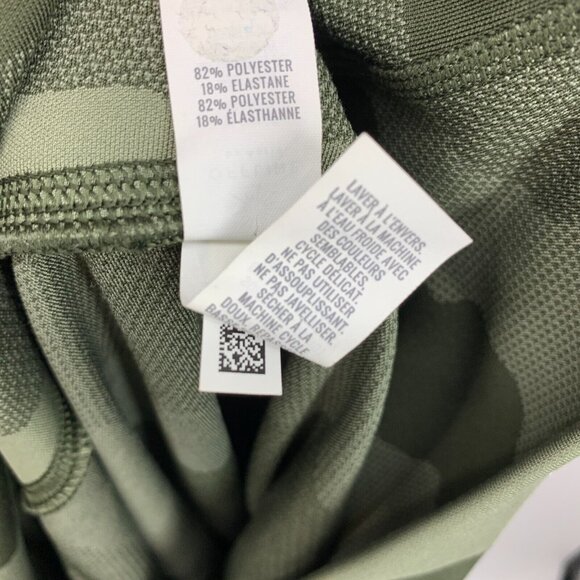 82% POLYESTER
18% ELASTANE
82% POLYESTER
18% ÉLASTHANNE
LAVER À L'ENVERS.
LAVER À LA MACHINE
À L'EAU FROIDE AVEC
DES COULEURS
SEMBLABLES,
CYCLE DÉLICAT.
NE PAS UTILISER
D'ASSOUPLISSANT.
NE PAS JAVELLISER.
SÉCHER À LA
MACHINE, CYCLE
DOUX,